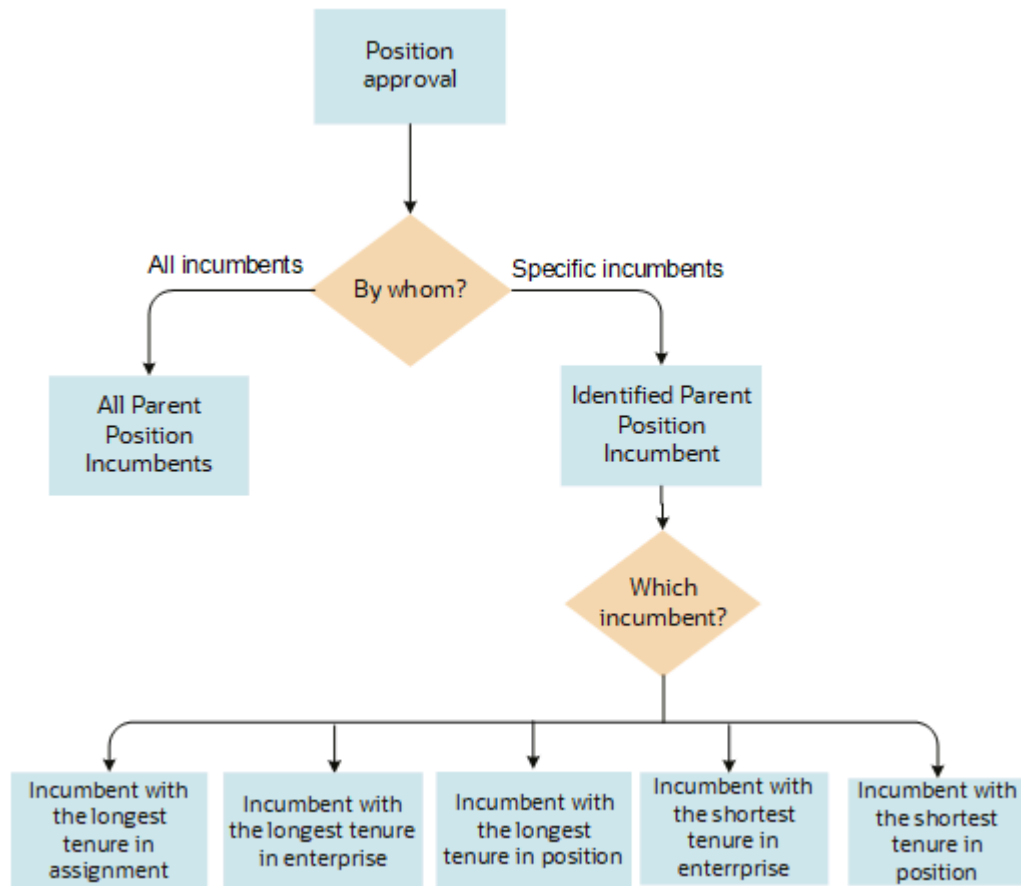 Position
approval
All incumbents
By whom?
Specific incumbents
All Parent
Position
Incumbents
Identified Parent
Position
Incumbent
Which
incumbent?
Incumbent with
the longest
tenure in
assignment
Incumbent with
the longest tenure
in enterprise
Incumbent with
the longest
tenure in position
Incumbent with
the shortest
tenure in
enterrprise
Incumbent with
the shortest
tenure in
position